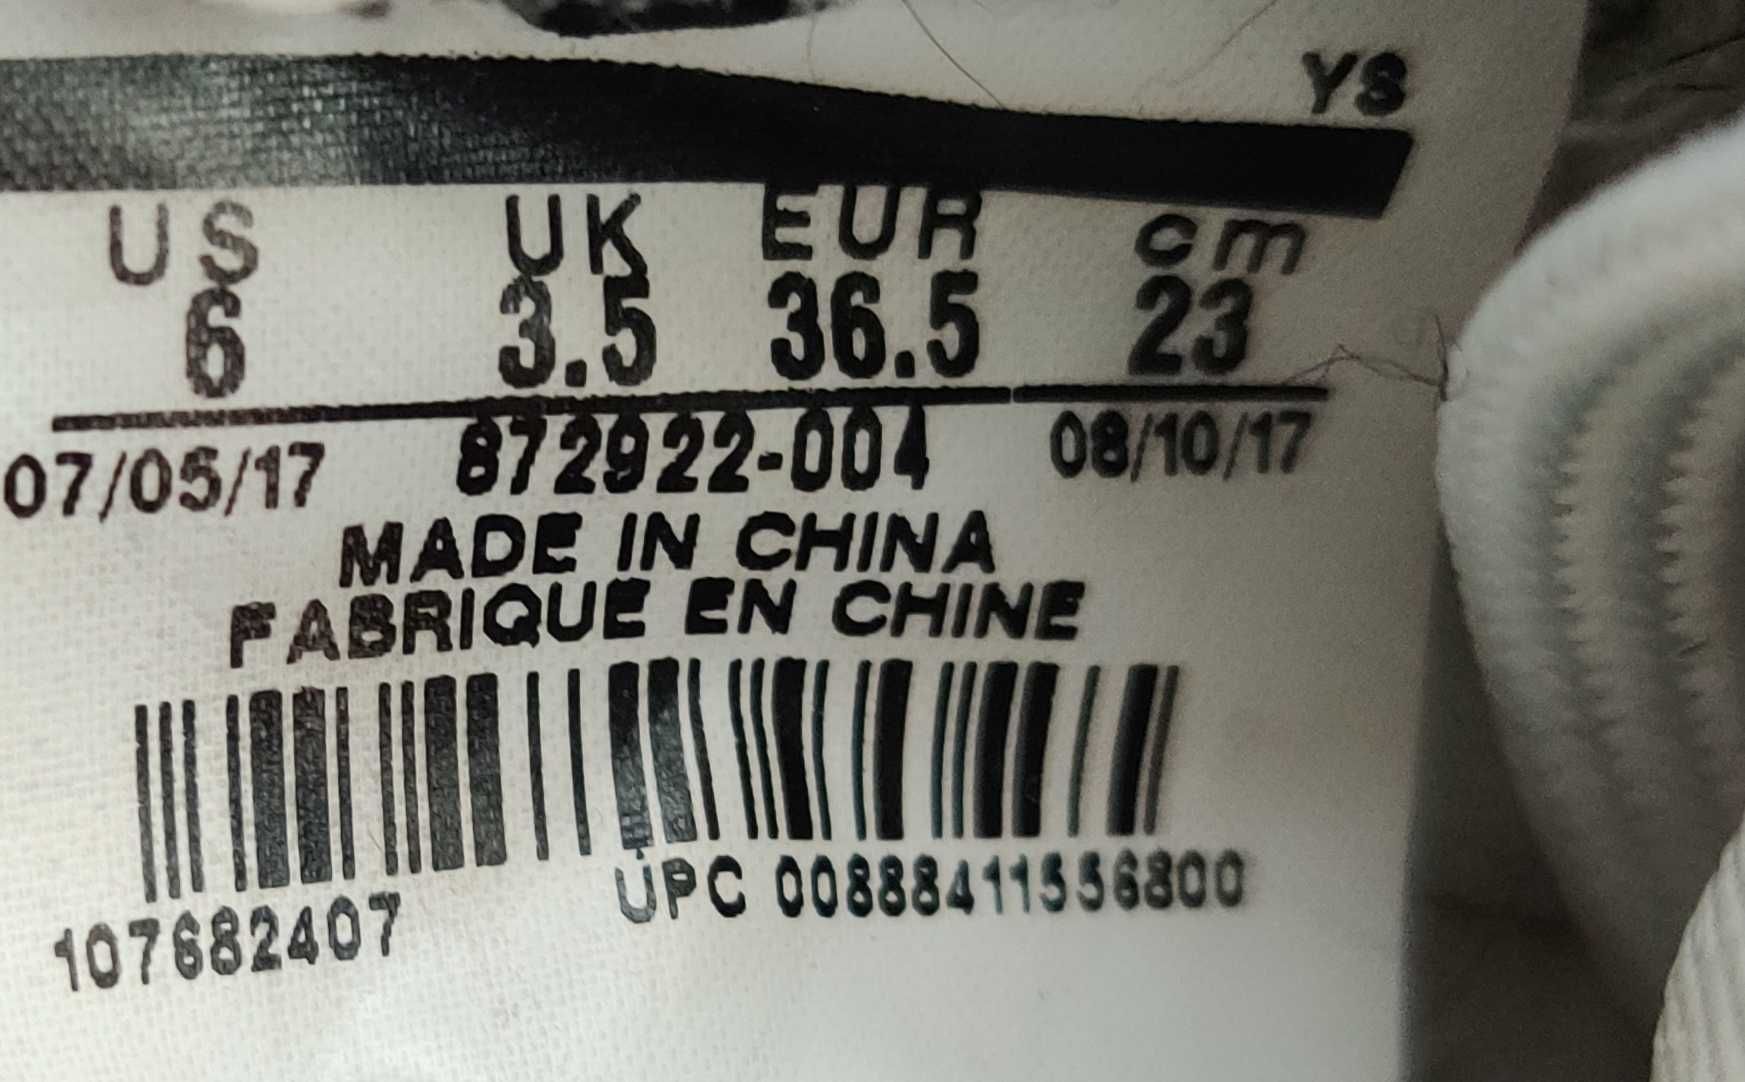 YS
US UK EUR cm
6 3.5 36.5 23
07/05/17 872922-004 08/10/17
MADE IN CHINA
FABRIQUE EN CHINE
107682407 UPC 00888411556800